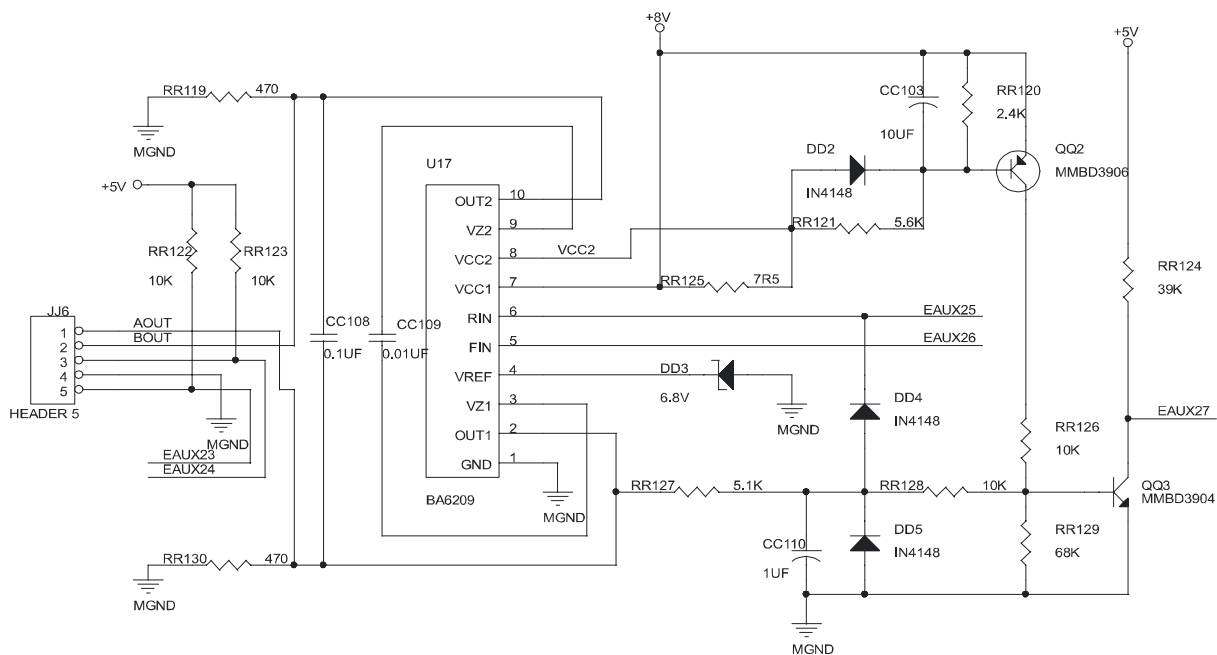 +8V
+5V
RR119 470
MGND
CC103
10UF
RR120
2.4K
QQ2
MMBD3906
DD2
IN4148
U17
+5V
OUT2 10
VZ2 9
VCC2 8 VCC2
VCC1 7
RIN 6
FIN 5
VREF 4
VZ1 3
OUT1 2
GND 1
BA6209
RR121 5.6K
RR125 7R5
RR122
10K
RR123
10K
RR124
39K
JJ6
1
2
3
4
5
HEADER 5
AOUT
BOUT
MGND
EAUX23
EAUX24
CC108
0.1UF
CC109
0.01UF
EAUX25
EAUX26
DD3
6.8V
MGND
DD4
IN4148
EAUX27
RR126
10K
MGND
RR127 5.1K
RR128 10K
QQ3
MMBD3904
CC110
1UF
DD5
IN4148
RR129
68K
RR130 470
MGND
MGND